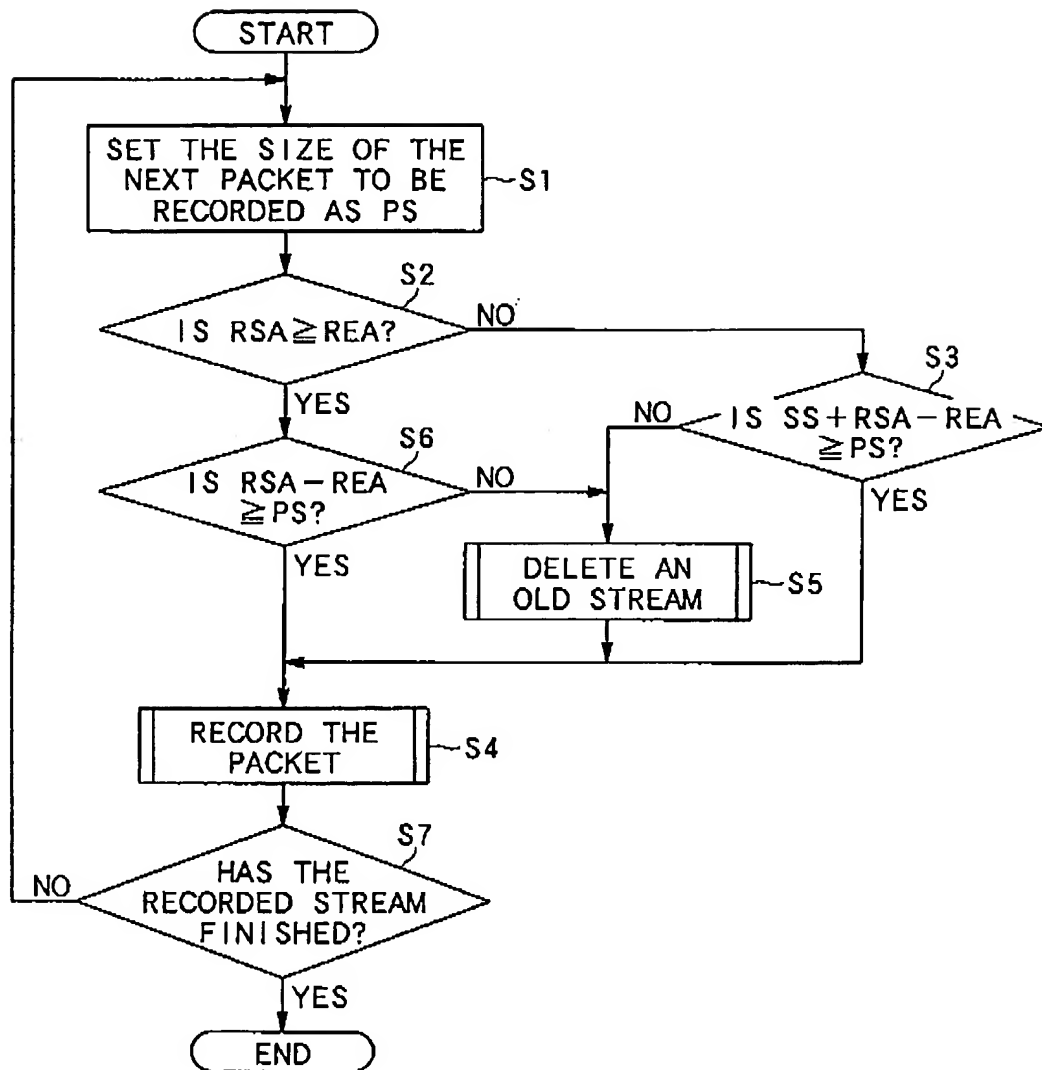 START
SET THE SIZE OF THE
NEXT PACKET TO BE
RECORDED AS PS
S1
S2
IS RSA≧REA?
NO
YES
S3
IS SS+RSA-REA
≧PS?
NO
YES
S6
IS RSA-REA
≧PS?
NO
YES
DELETE AN
OLD STREAM
S5
RECORD THE
PACKET
S4
S7
HAS THE
RECORDED STREAM
FINISHED?
NO
YES
END